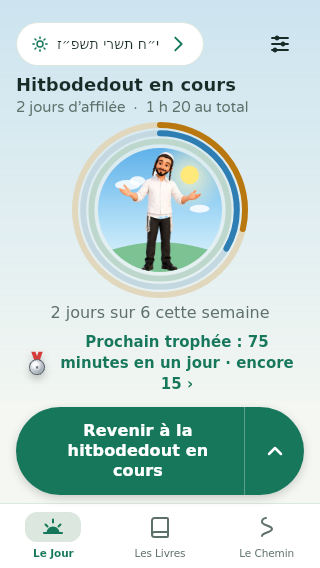 י״ח תשרי תשפ״ז
Hitbodedout en cours
2 jours d’affilée · 1 h 20 au total
2 jours sur 6 cette semaine
Prochain trophée : 75
minutes en un jour · encore
15 ›
Revenir à la
hitbodedout en
cours
Le Jour
Les Livres
Le Chemin